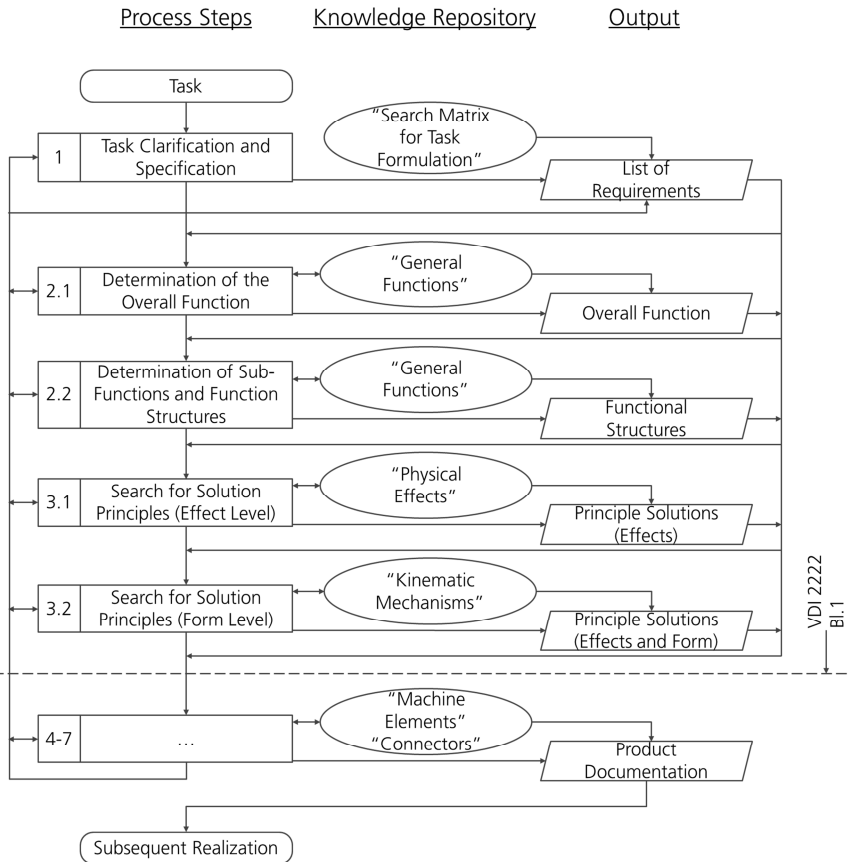 Process Steps
Knowledge Repository
Output
Task
1
Task Clarification and
Specification
“Search Matrix
for Task
Formulation”
List of
Requirements
2.1
Determination of the
Overall Function
“General
Functions”
Overall Function
2.2
Determination of Sub-
Functions and Function
Structures
“General
Functions”
Functional
Structures
3.1
Search for Solution
Principles (Effect Level)
“Physical
Effects”
Principle Solutions
(Effects)
3.2
Search for Solution
Principles (Form Level)
“Kinematic
Mechanisms”
Principle Solutions
(Effects and Form)
VDI 2222
Bl.1
4-7
...
“Machine
Elements”
“Connectors”
Product
Documentation
Subsequent Realization